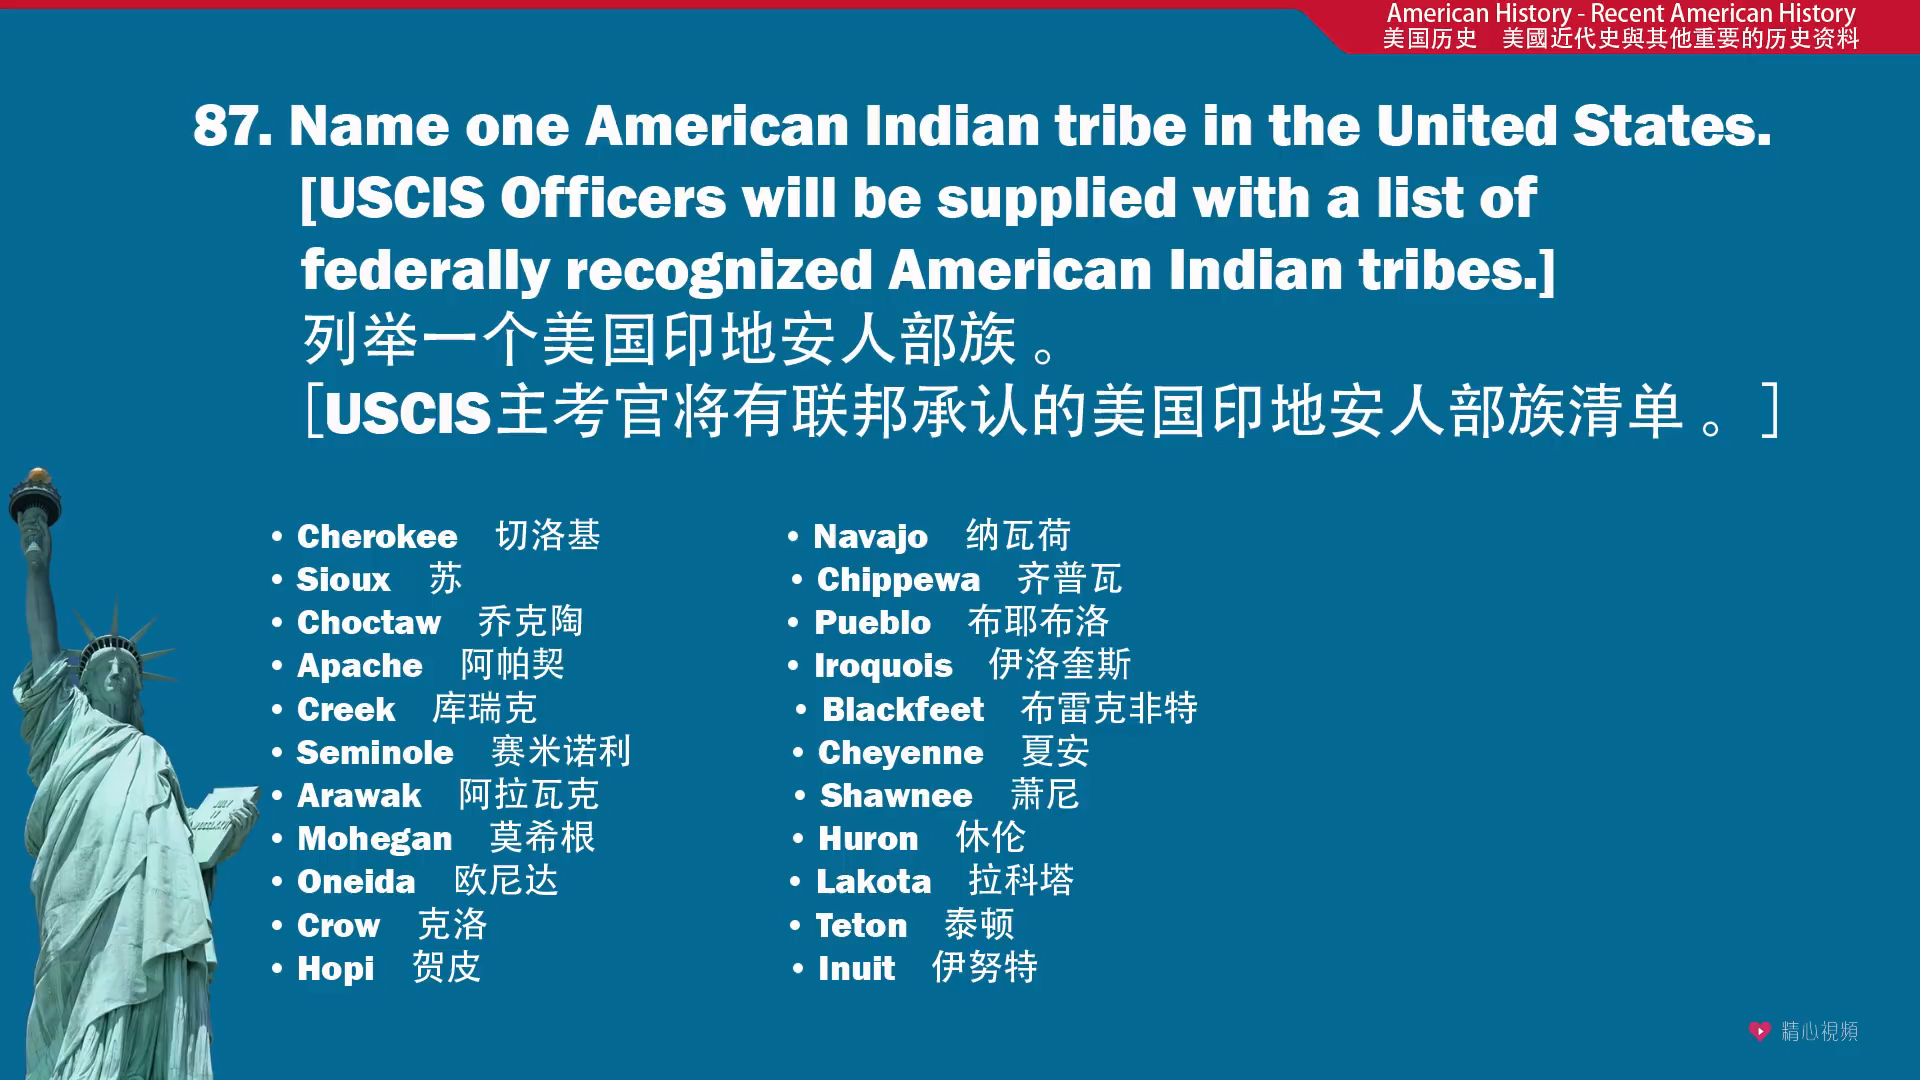 American History - Recent American History
美国历史　美國近代史與其他重要的历史资料
87. Name one American Indian tribe in the United States.
[USCIS Officers will be supplied with a list of
federally recognized American Indian tribes.]
列举一个美国印地安人部族。
[USCIS主考官将有联邦承认的美国印地安人部族清单。]
• Cherokee 切洛基
• Sioux 苏
• Choctaw 乔克陶
• Apache 阿帕契
• Creek 库瑞克
• Seminole 赛米诺利
• Arawak 阿拉瓦克
• Mohegan 莫希根
• Oneida 欧尼达
• Crow 克洛
• Hopi 贺皮
• Navajo 纳瓦荷
• Chippewa 齐普瓦
• Pueblo 布耶布洛
• Iroquois 伊洛奎斯
• Blackfeet 布雷克非特
• Cheyenne 夏安
• Shawnee 萧尼
• Huron 休伦
• Lakota 拉科塔
• Teton 泰顿
• Inuit 伊努特
精心視頻